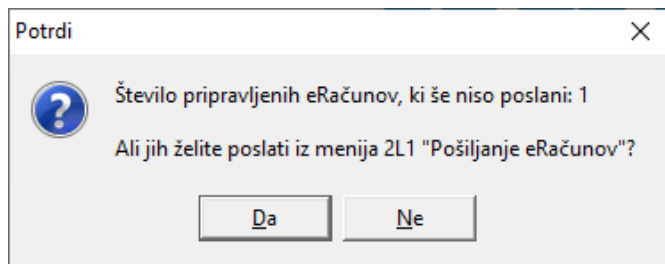 Potrdi
Število pripravljenih eRačunov, ki še niso poslani: 1
Ali jih želite poslati iz menija 2L1 "Pošiljanje eRačunov"?
Da
Ne